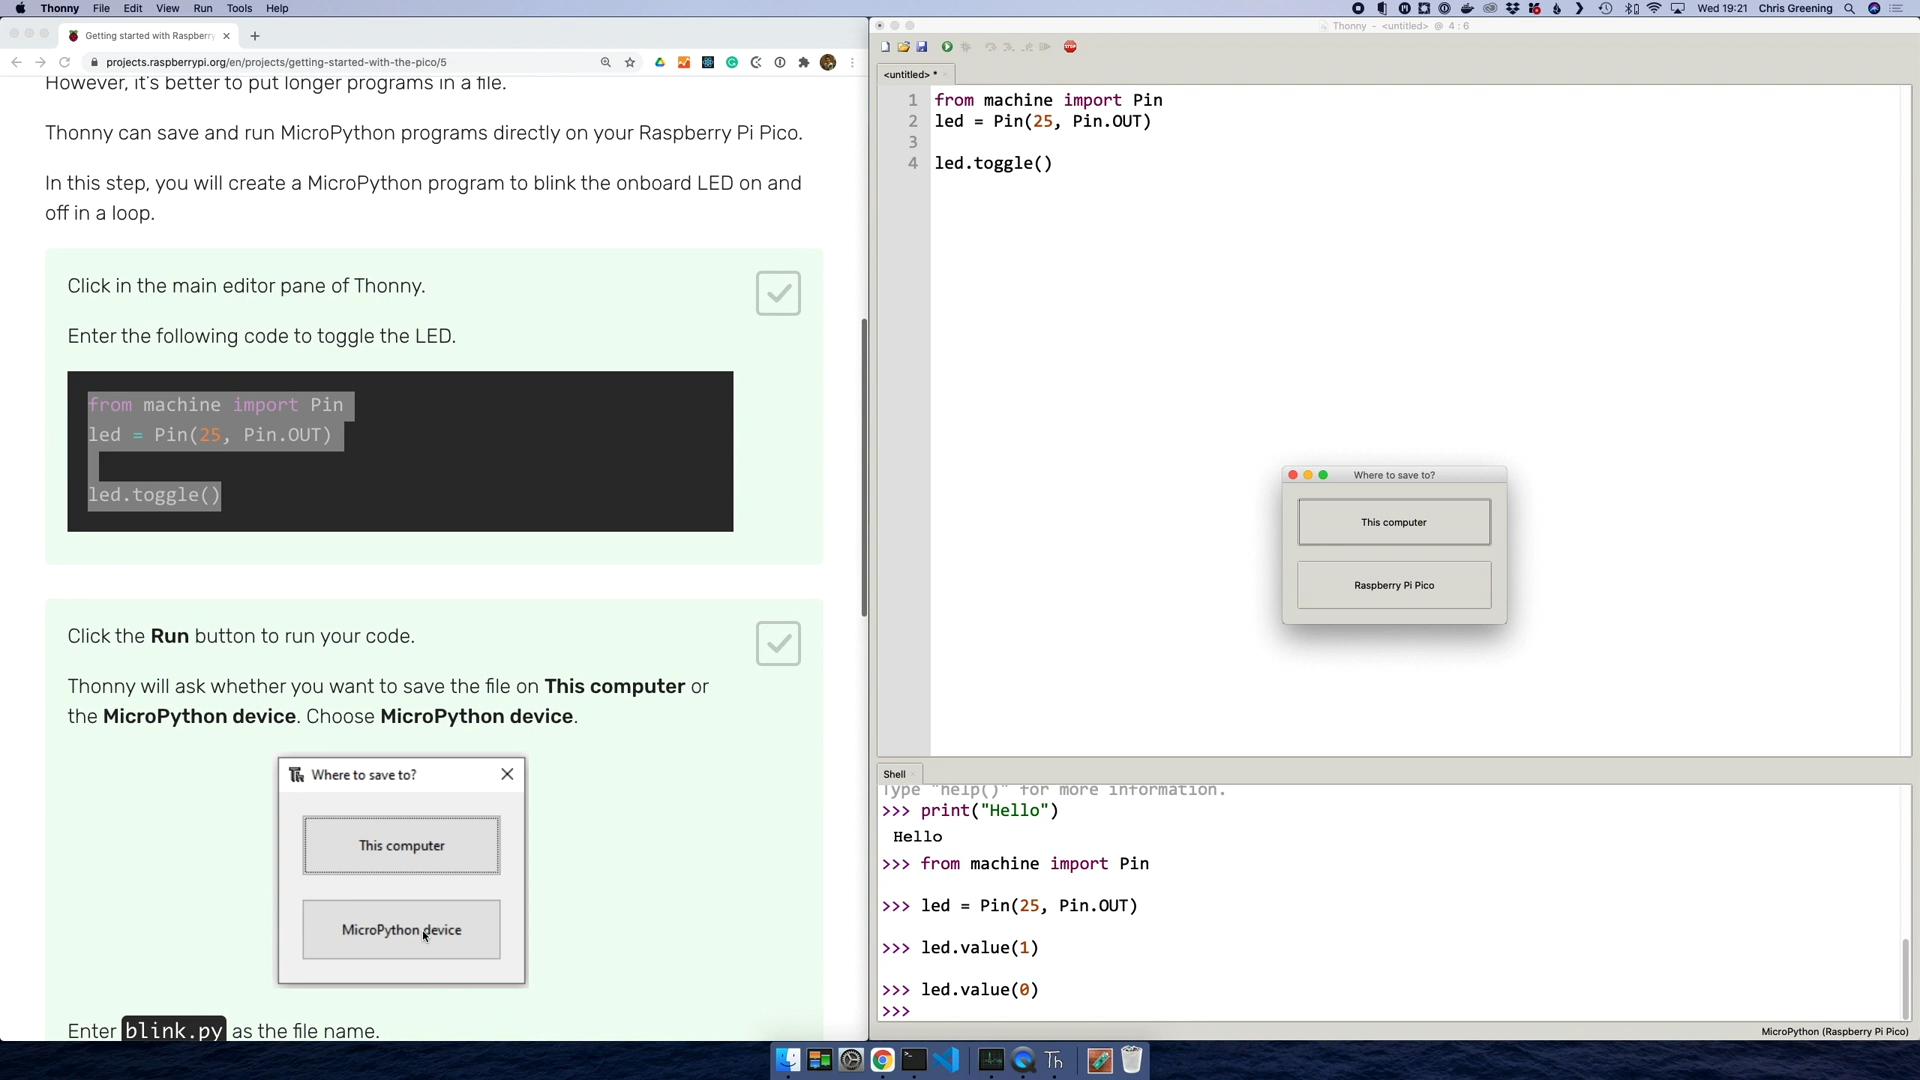 Thonny File Edit View Run Tools Help
Wed 19:21 Chris Greening
Getting started with Raspberry
projects.raspberrypi.org/en/projects/getting-started-with-the-pico/5
However, it's better to put longer programs in a file.
Thonny can save and run MicroPython programs directly on your Raspberry Pi Pico.
In this step, you will create a MicroPython program to blink the onboard LED on and
off in a loop.
Click in the main editor pane of Thonny.
Enter the following code to toggle the LED.
from machine import Pin
led = Pin(25, Pin.OUT)
led.toggle()
Click the Run button to run your code.
Thonny will ask whether you want to save the file on This computer or
the MicroPython device. Choose MicroPython device.
Where to save to?
This computer
MicroPython device
Enter blink.py as the file name.
Thonny - <untitled> @ 4 : 6
STOP
<untitled> *
1 from machine import Pin
2 led = Pin(25, Pin.OUT)
3
4 led.toggle()
Where to save to?
This computer
Raspberry Pi Pico
Shell
Type "help()" for more information.
>>> print("Hello")
Hello
>>> from machine import Pin
>>> led = Pin(25, Pin.OUT)
>>> led.value(1)
>>> led.value(0)
>>>
MicroPython (Raspberry Pi Pico)
Th